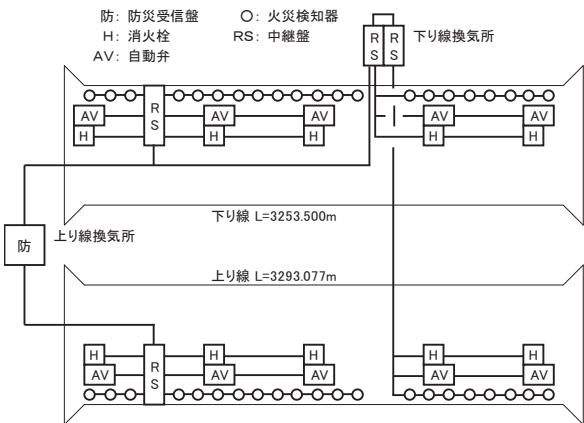 防：防災受信盤　○：火災検知器
H：消火栓　RS：中継盤
AV：自動弁
RS RS 下り線換気所
RS
AV AV AV AV AV
H H H H H
下り線 L=3253.500m
防 上り線換気所
上り線 L=3293.077m
H H H H H
RS
AV AV AV AV AV